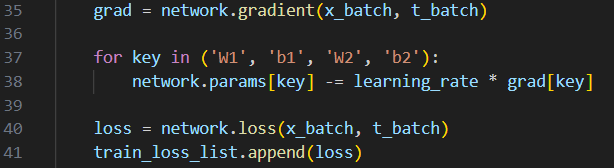 35 grad = network.gradient(x_batch, t_batch)
36
37 for key in ('W1', 'b1', 'W2', 'b2'):
38     network.params[key] -= learning_rate * grad[key]
39
40 loss = network.loss(x_batch, t_batch)
41 train_loss_list.append(loss)